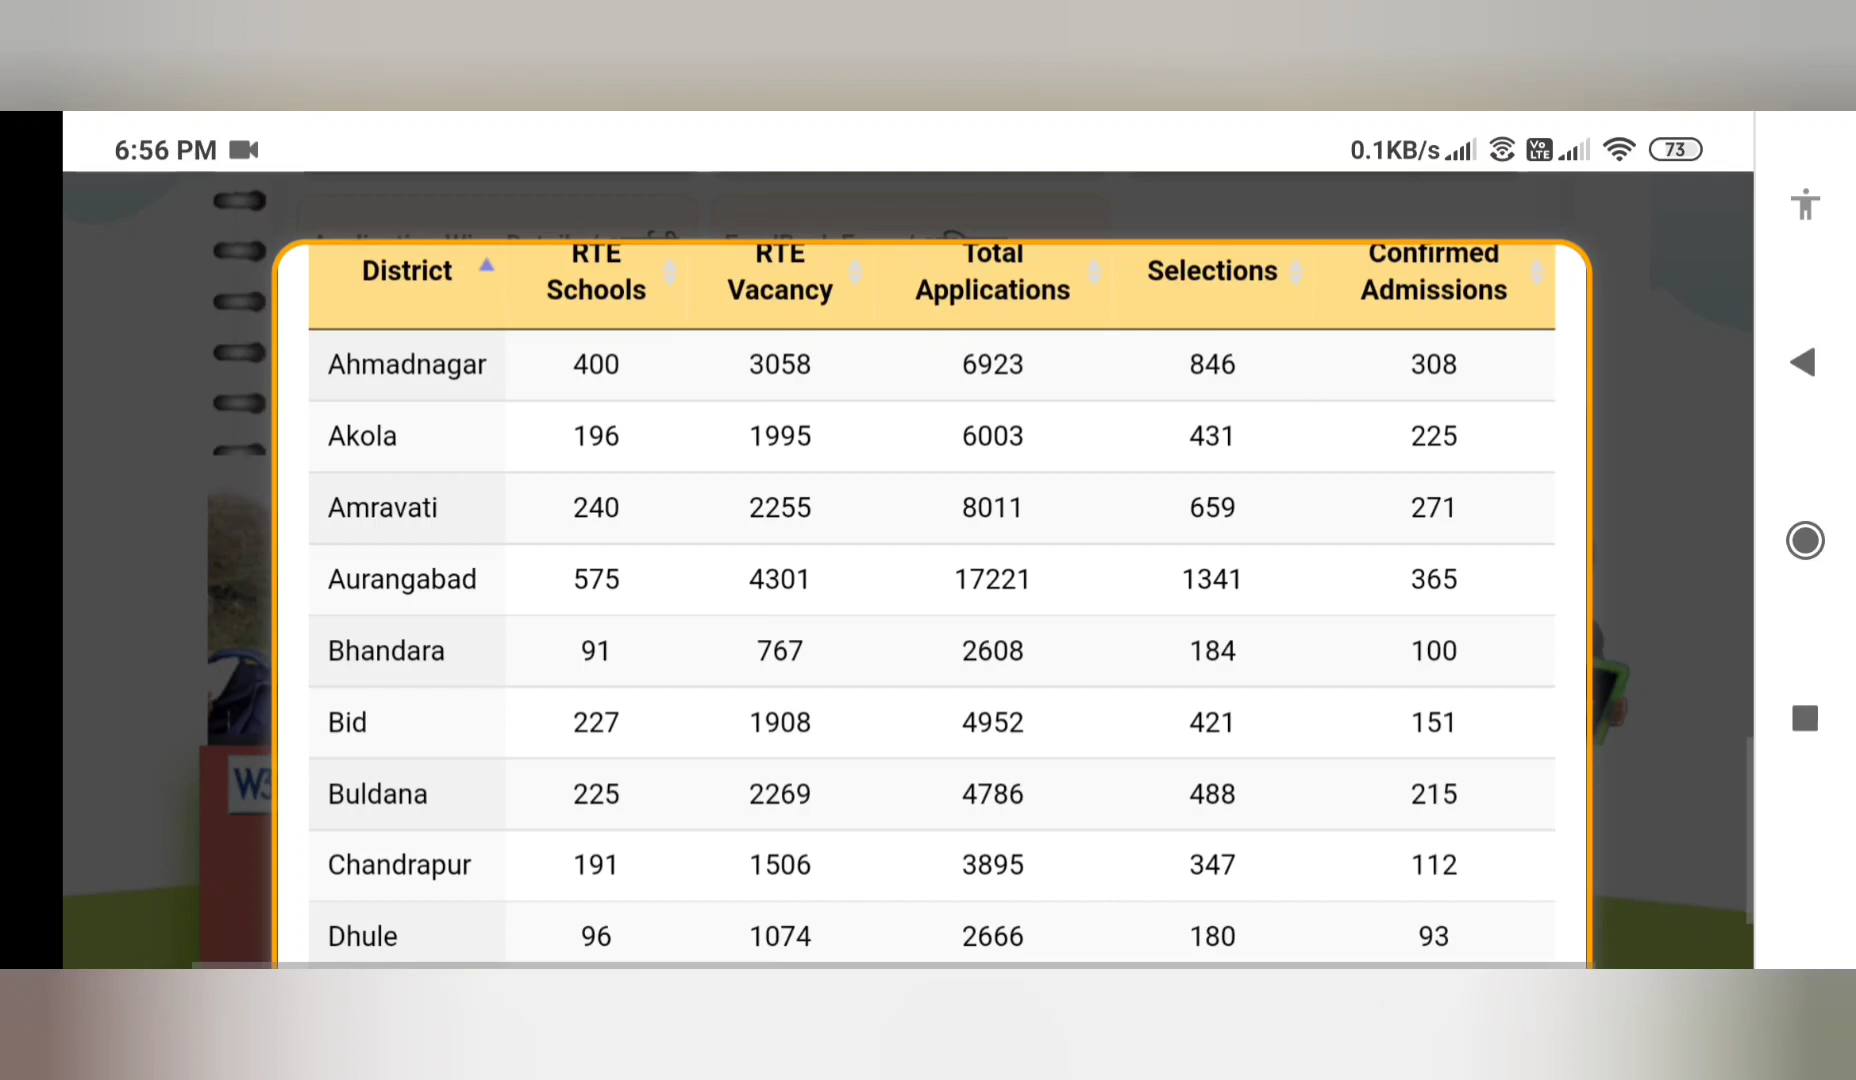 6:56 PM
0.1KB/s
Vo LTE
73
District RTE Schools RTE Vacancy Total Applications Selections Confirmed Admissions
Ahmadnagar 400 3058 6923 846 308
Akola 196 1995 6003 431 225
Amravati 240 2255 8011 659 271
Aurangabad 575 4301 17221 1341 365
Bhandara 91 767 2608 184 100
Bid 227 1908 4952 421 151
Buldana 225 2269 4786 488 215
Chandrapur 191 1506 3895 347 112
Dhule 96 1074 2666 180 93
W3